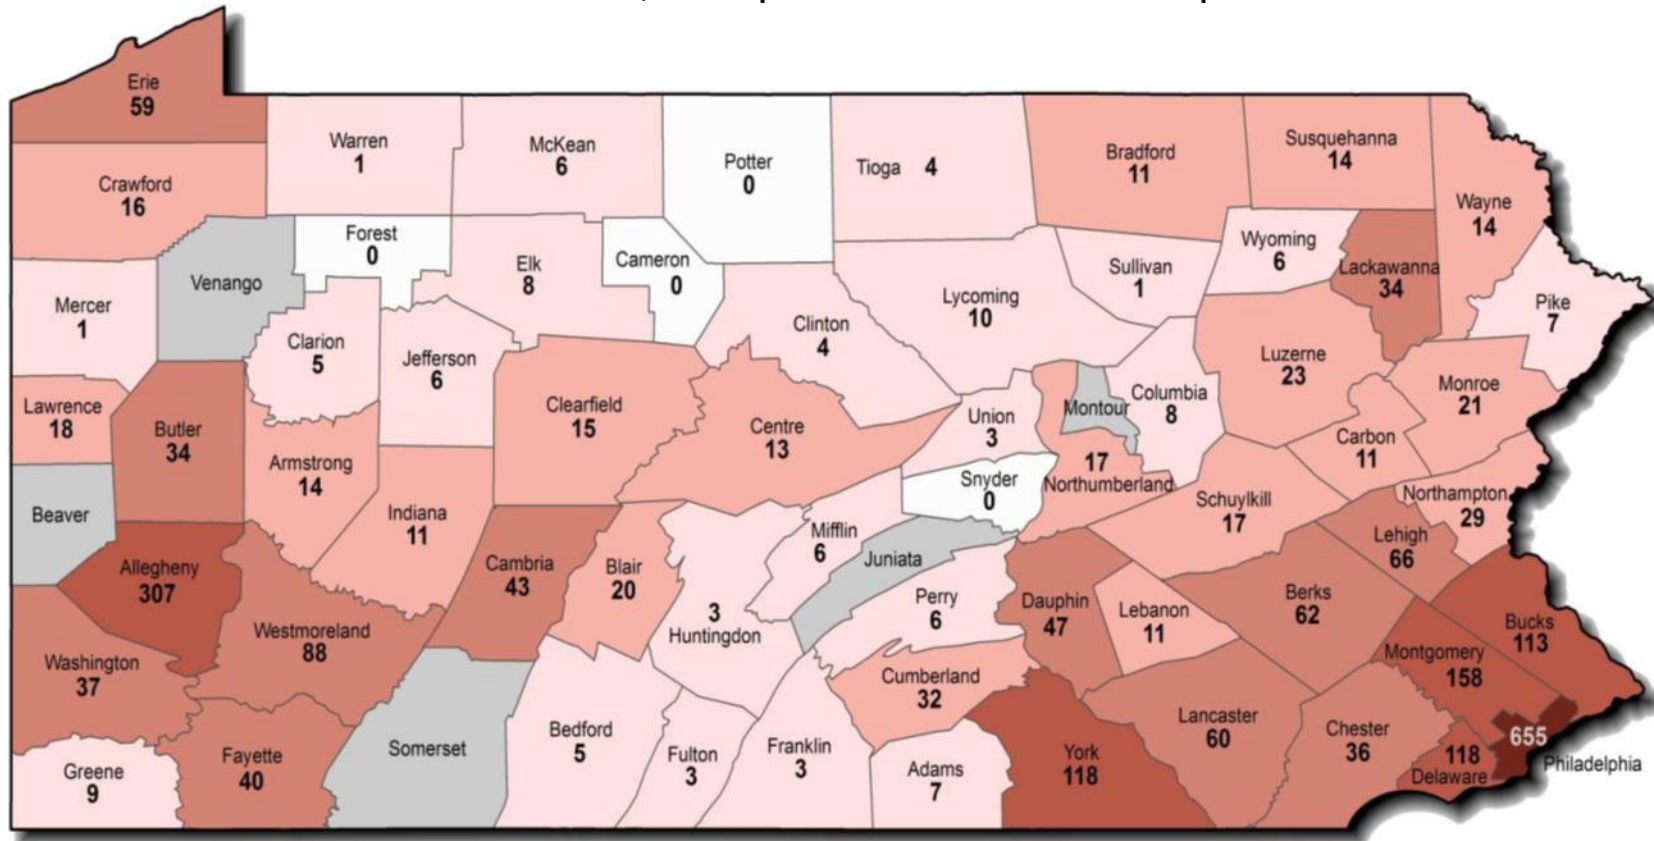 Erie
59
Crawford
16
Warren
1
McKean
6
Potter
0
Tioga 4
Bradford
11
Susquehanna
14
Wayne
14
Venango
Forest
0
Elk
8
Cameron
0
Clinton
4
Lycoming
10
Sullivan
1
Wyoming
6
Lackawanna
34
Pike
7
Mercer
1
Clarion
5
Jefferson
6
Lawrence
18
Butler
34
Armstrong
14
Clearfield
15
Centre
13
Union
3
Montour
Columbia
8
Luzerne
23
Monroe
21
Carbon
11
Beaver
Indiana
11
Snyder
0
17
Northumberland
Schuylkill
17
Northampton
29
Lehigh
66
Allegheny
307
Cambria
43
Blair
20
Mifflin
6
Juniata
3
Huntingdon
Perry
6
Dauphin
47
Lebanon
11
Berks
62
Bucks
113
Montgomery
158
Washington
37
Westmoreland
88
Cumberland
32
Lancaster
60
Chester
36
655
Philadelphia
118
Delaware
Greene
9
Fayette
40
Somerset
Bedford
5
Fulton
3
Franklin
3
Adams
7
York
118